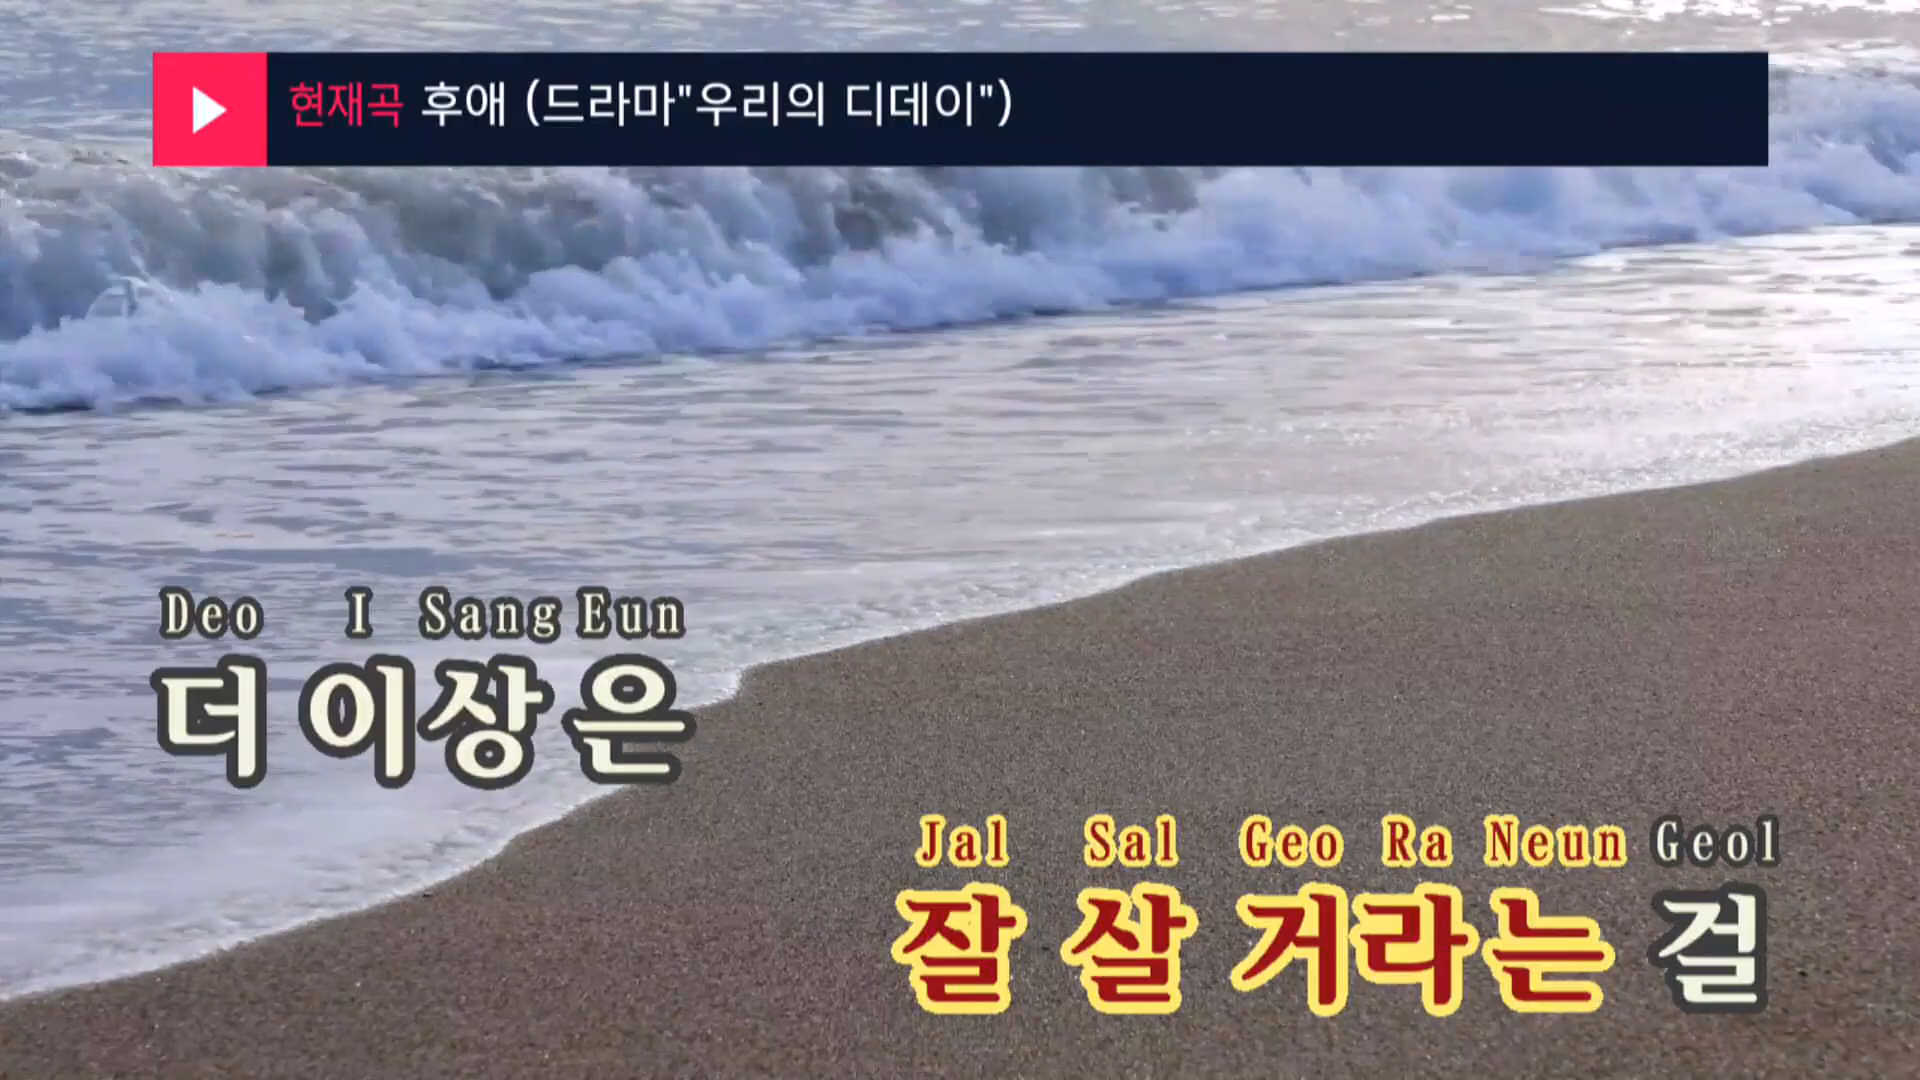 현재곡 후애 (드라마"우리의 디데이")
Deo I Sang Eun
더 이상은
Jal Sal Geo Ra Neun Geol
잘 살 거라는 걸